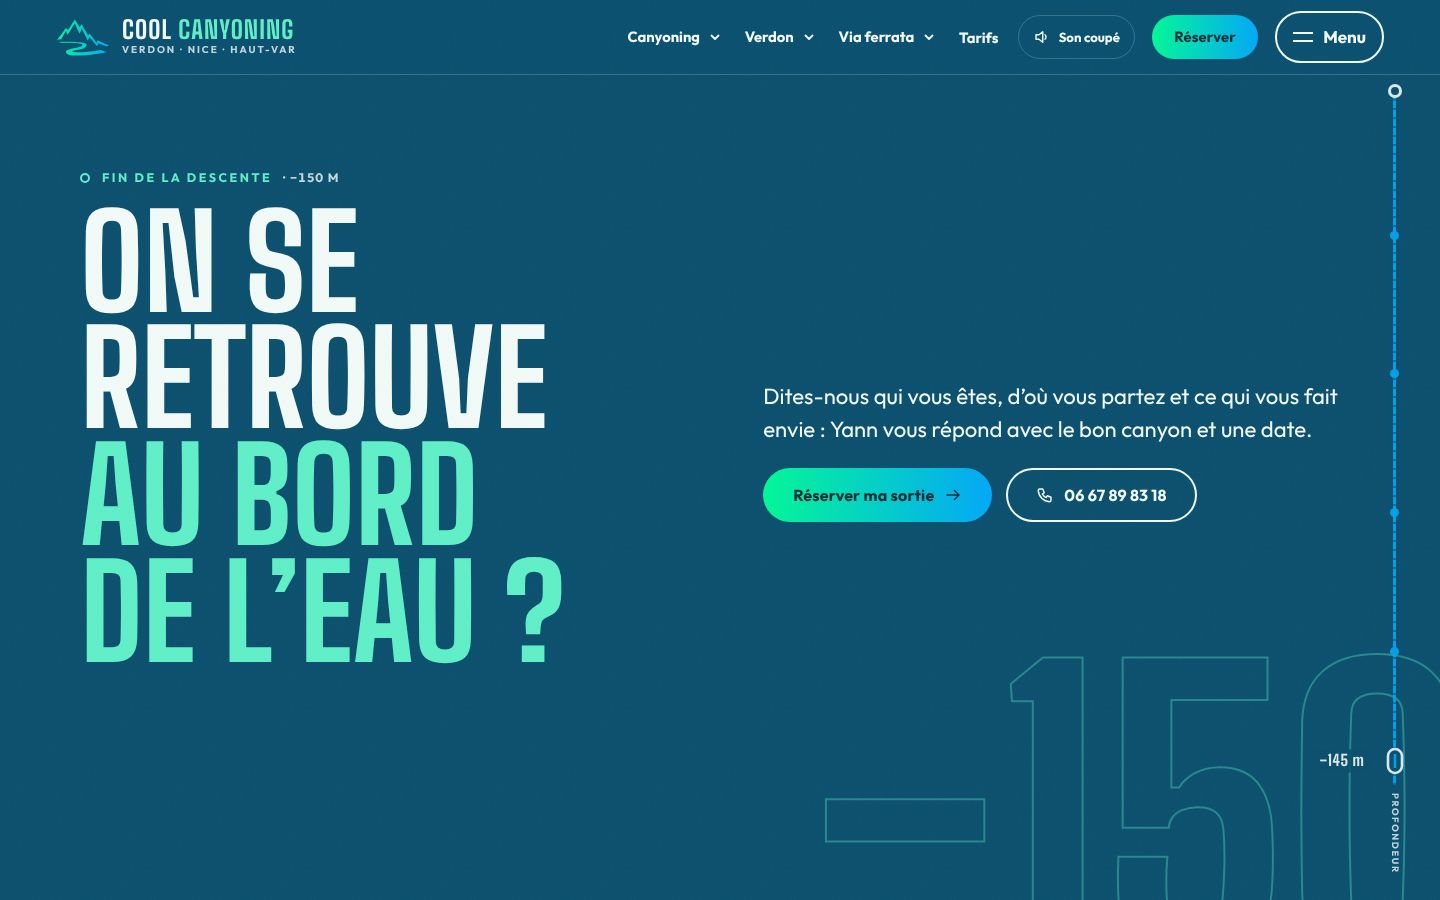 COOL CANYONING
VERDON · NICE · HAUT-VAR
Canyoning
Verdon
Via ferrata
Tarifs
Son coupé
Réserver
Menu
FIN DE LA DESCENTE · −150 M
ON SE
RETROUVE
AU BORD
DE L’EAU ?
Dites-nous qui vous êtes, d’où vous partez et ce qui vous fait
envie : Yann vous répond avec le bon canyon et une date.
Réserver ma sortie →
06 67 89 83 18
−150
−145 m
PROFONDEUR